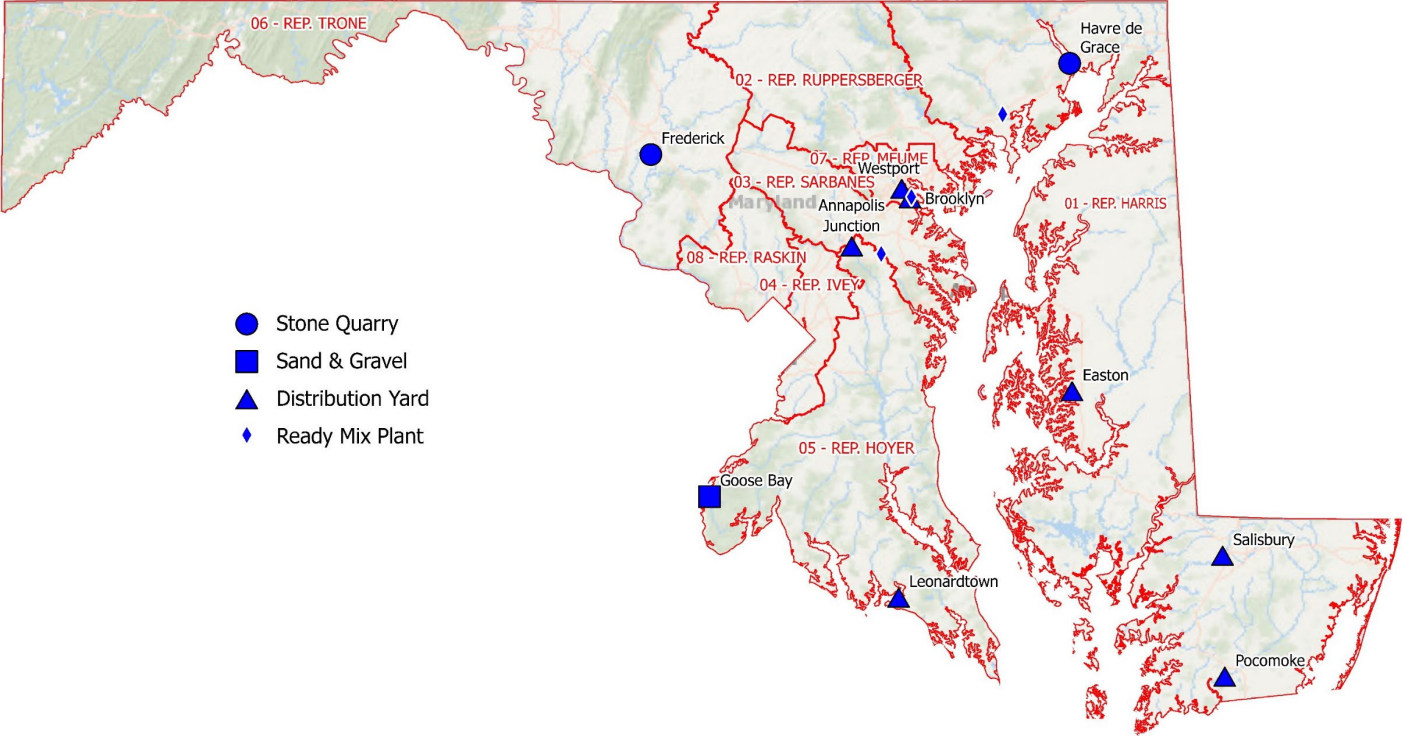 06 - REP. TRONE
Havre de
Grace
02 - REP. RUPPERSBERGER
Frederick
07 - REP. MFUME
Westport
03 - REP. SARBANES
Maryland
Brooklyn
Annapolis
Junction
01 - REP. HARRIS
08 - REP. RASKIN
04 - REP. IVEY
Stone Quarry
Sand & Gravel
Distribution Yard
Ready Mix Plant
Easton
05 - REP. HOYER
Goose Bay
Salisbury
Leonardtown
Pocomoke